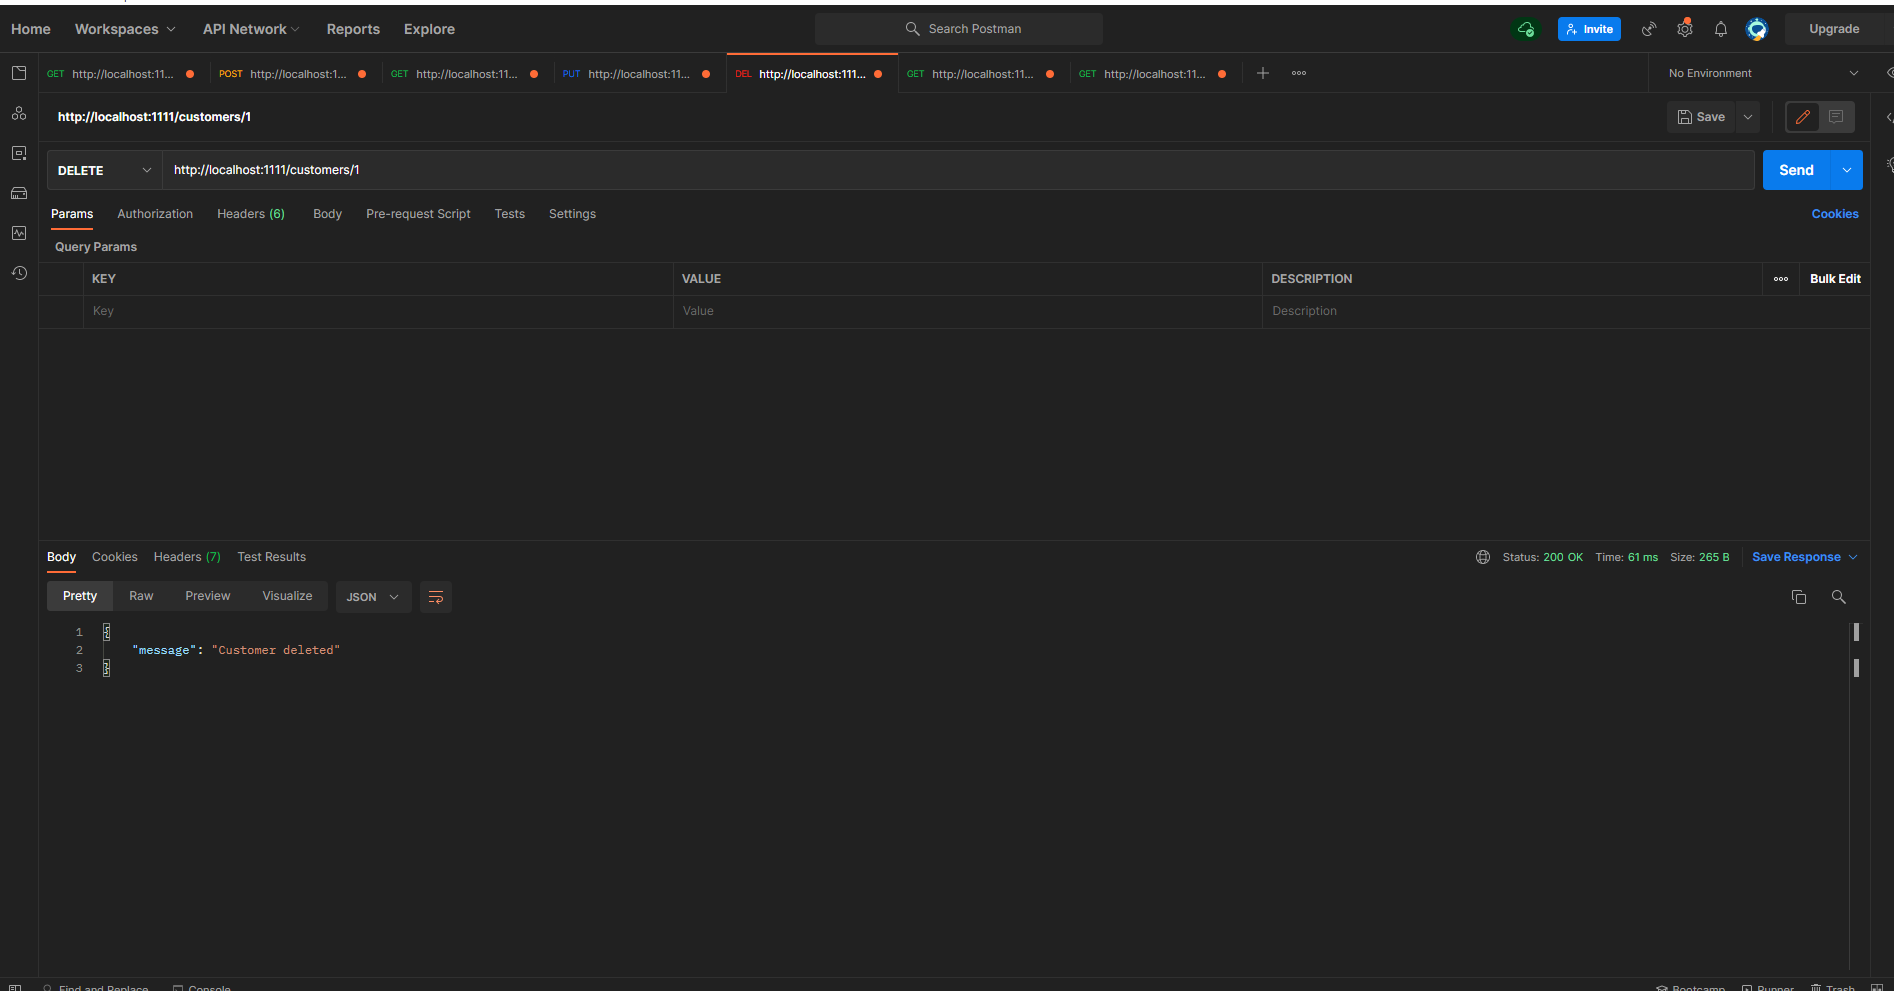 Home Workspaces API Network Reports Explore Search Postman Invite Upgrade
GET http://localhost:11... POST http://localhost:1... GET http://localhost:11... PUT http://localhost:11... DEL http://localhost:111... GET http://localhost:11... GET http://localhost:11... No Environment
http://localhost:1111/customers/1 Save
DELETE http://localhost:1111/customers/1 Send
Params Authorization Headers (6) Body Pre-request Script Tests Settings Cookies
Query Params
KEY VALUE DESCRIPTION Bulk Edit
Key Value Description
Body Cookies Headers (7) Test Results Status: 200 OK Time: 61 ms Size: 265 B Save Response
Pretty Raw Preview Visualize JSON
1 {
2 "message": "Customer deleted"
3 }
Find and Replace Console Bootcamp Runner Trash